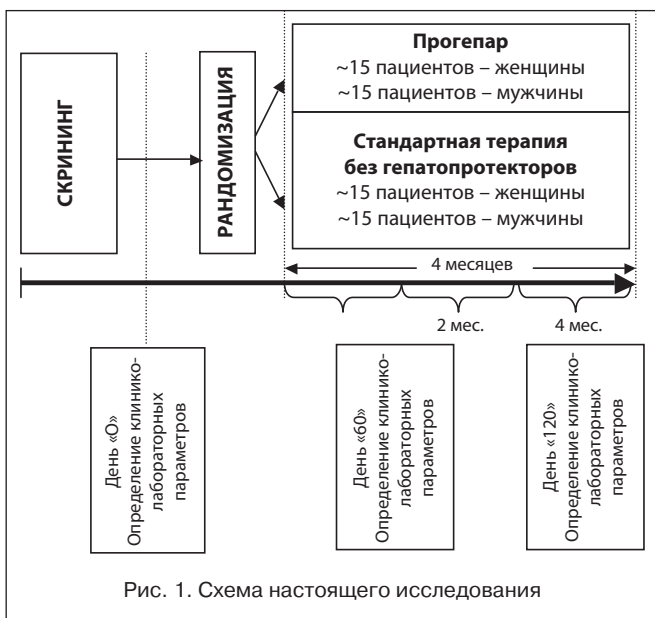 СКРИНИНГ
РАНДОМИЗАЦИЯ
Прогепар
~15 пациентов – женщины
~15 пациентов – мужчины
Стандартная терапия
без гепатопротекторов
~15 пациентов – женщины
~15 пациентов – мужчины
4 месяцев
2 мес.
4 мес.
День «О»
Определение клинико-
лабораторных
параметров
День «60»
Определение клинико-
лабораторных
параметров
День «120»
Определение клинико-
лабораторных
параметров
Рис. 1. Схема настоящего исследования